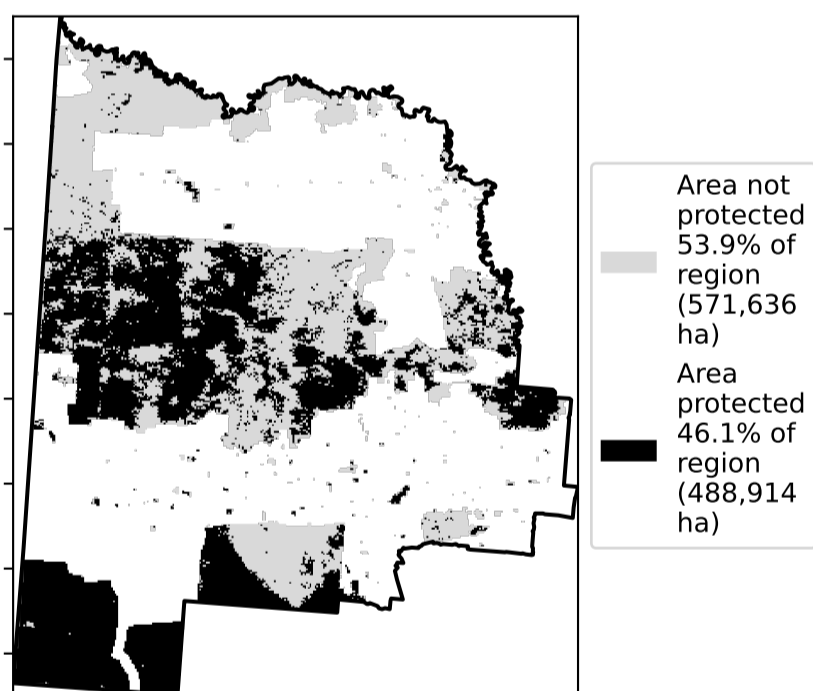 Area not
protected
53.9% of
region
(571,636
ha)
Area
protected
46.1% of
region
(488,914
ha)